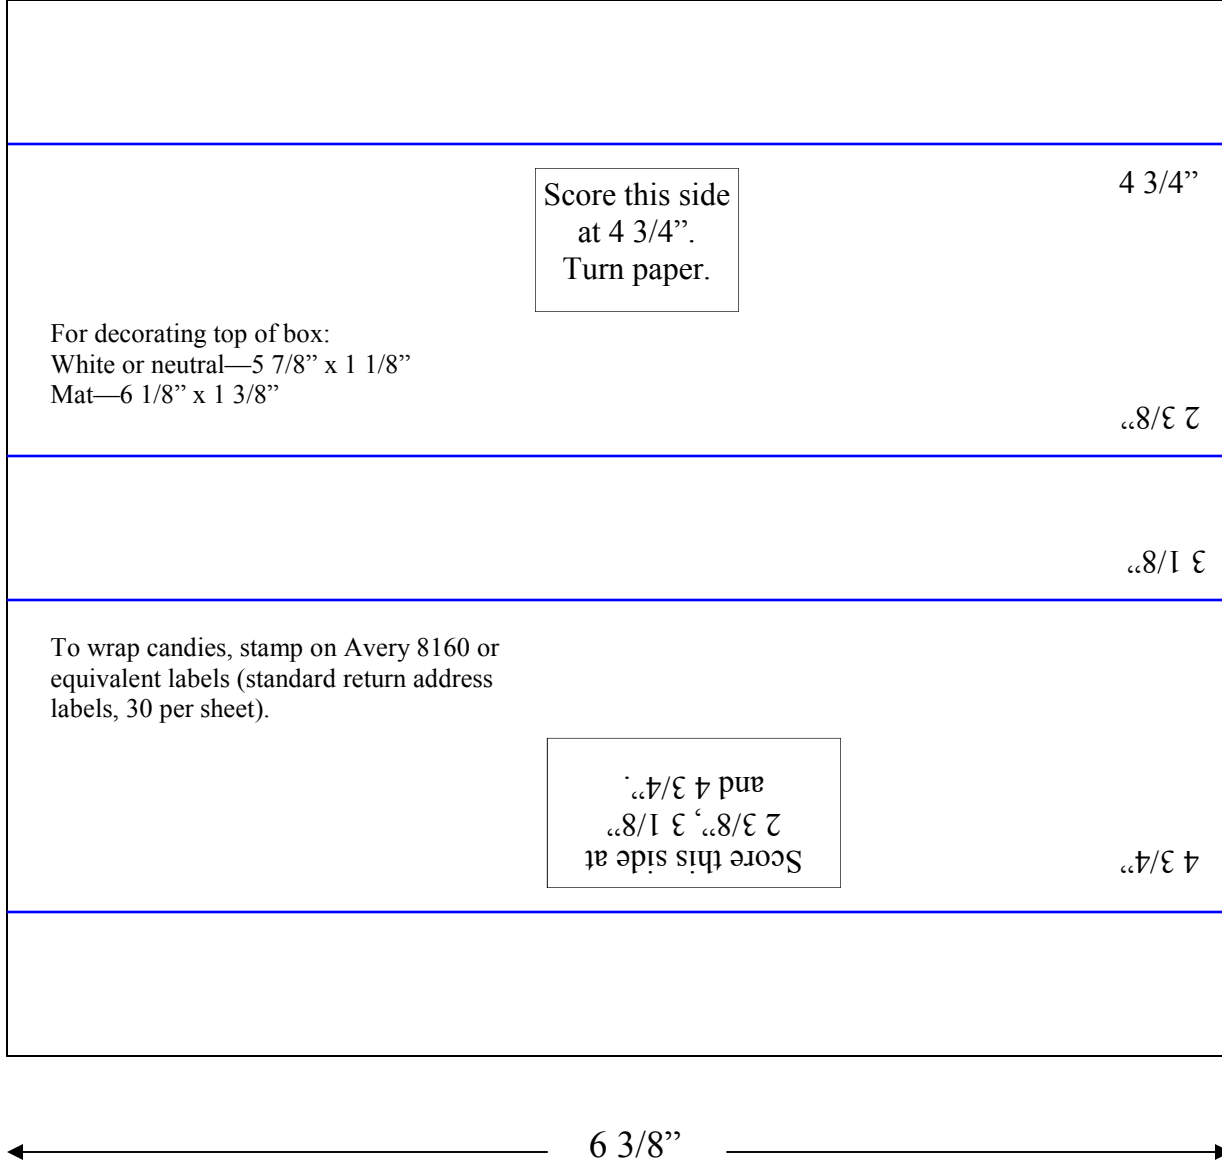 4 3/4”
Score this side
at 4 3/4”.
Turn paper.
For decorating top of box:
White or neutral—5 7/8” x 1 1/8”
Mat—6 1/8” x 1 3/8”
2 3/8“
3 1/8“
To wrap candies, stamp on Avery 8160 or
equivalent labels (standard return address
labels, 30 per sheet).
Score this side at
2 3/8“, 3 1/8“
and 4 3/4“.
4 3/4“
6 3/8”